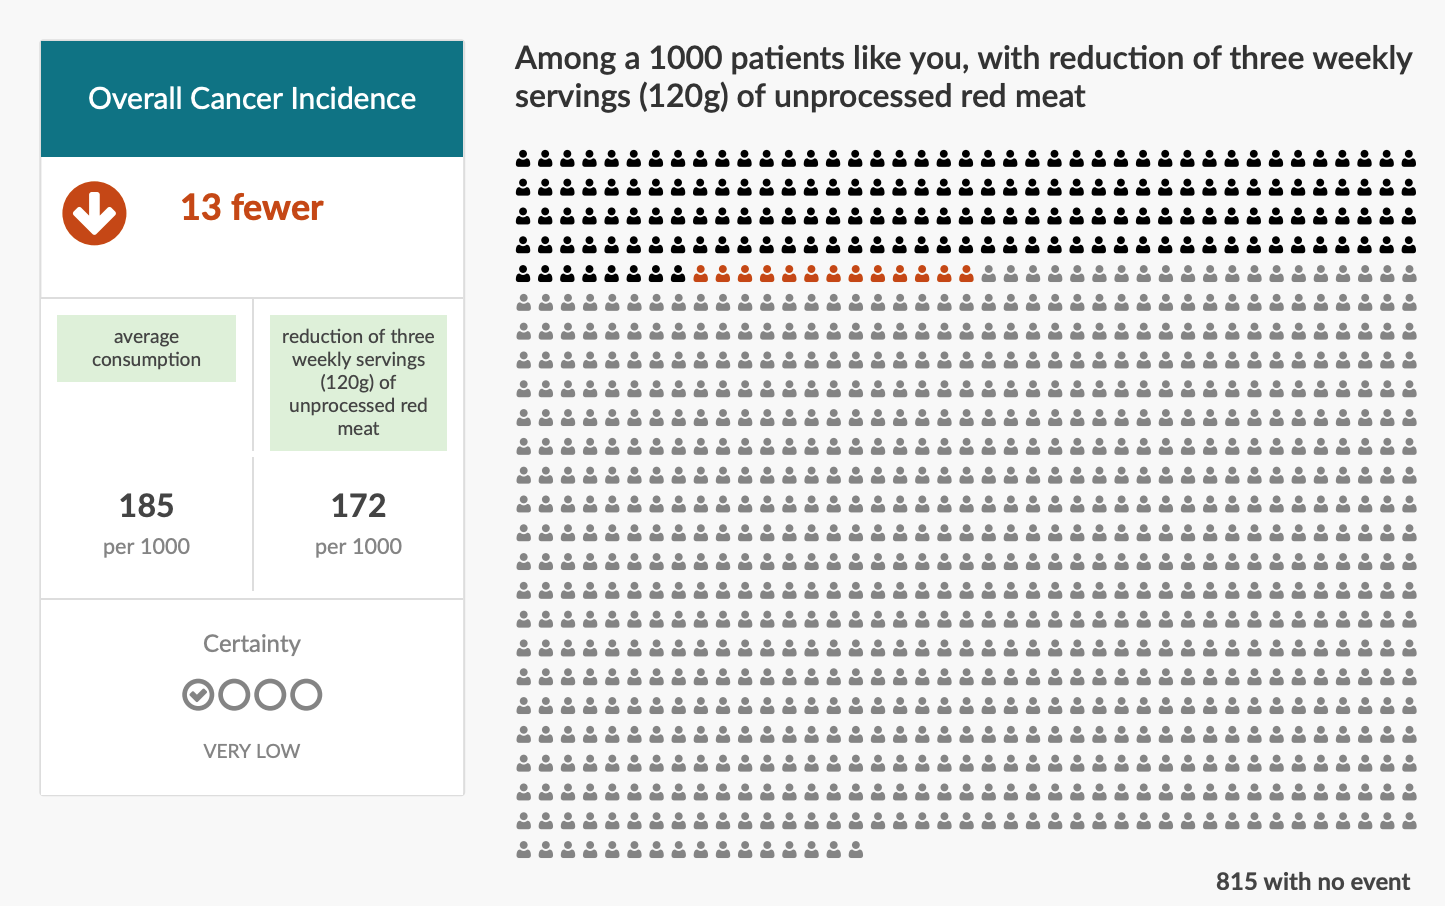 Overall Cancer Incidence
13 fewer
average
consumption
reduction of three
weekly servings
(120g) of
unprocessed red
meat
185
per 1000
172
per 1000
Certainty
VERY LOW
Among a 1000 patients like you, with reduction of three weekly
servings (120g) of unprocessed red meat
815 with no event